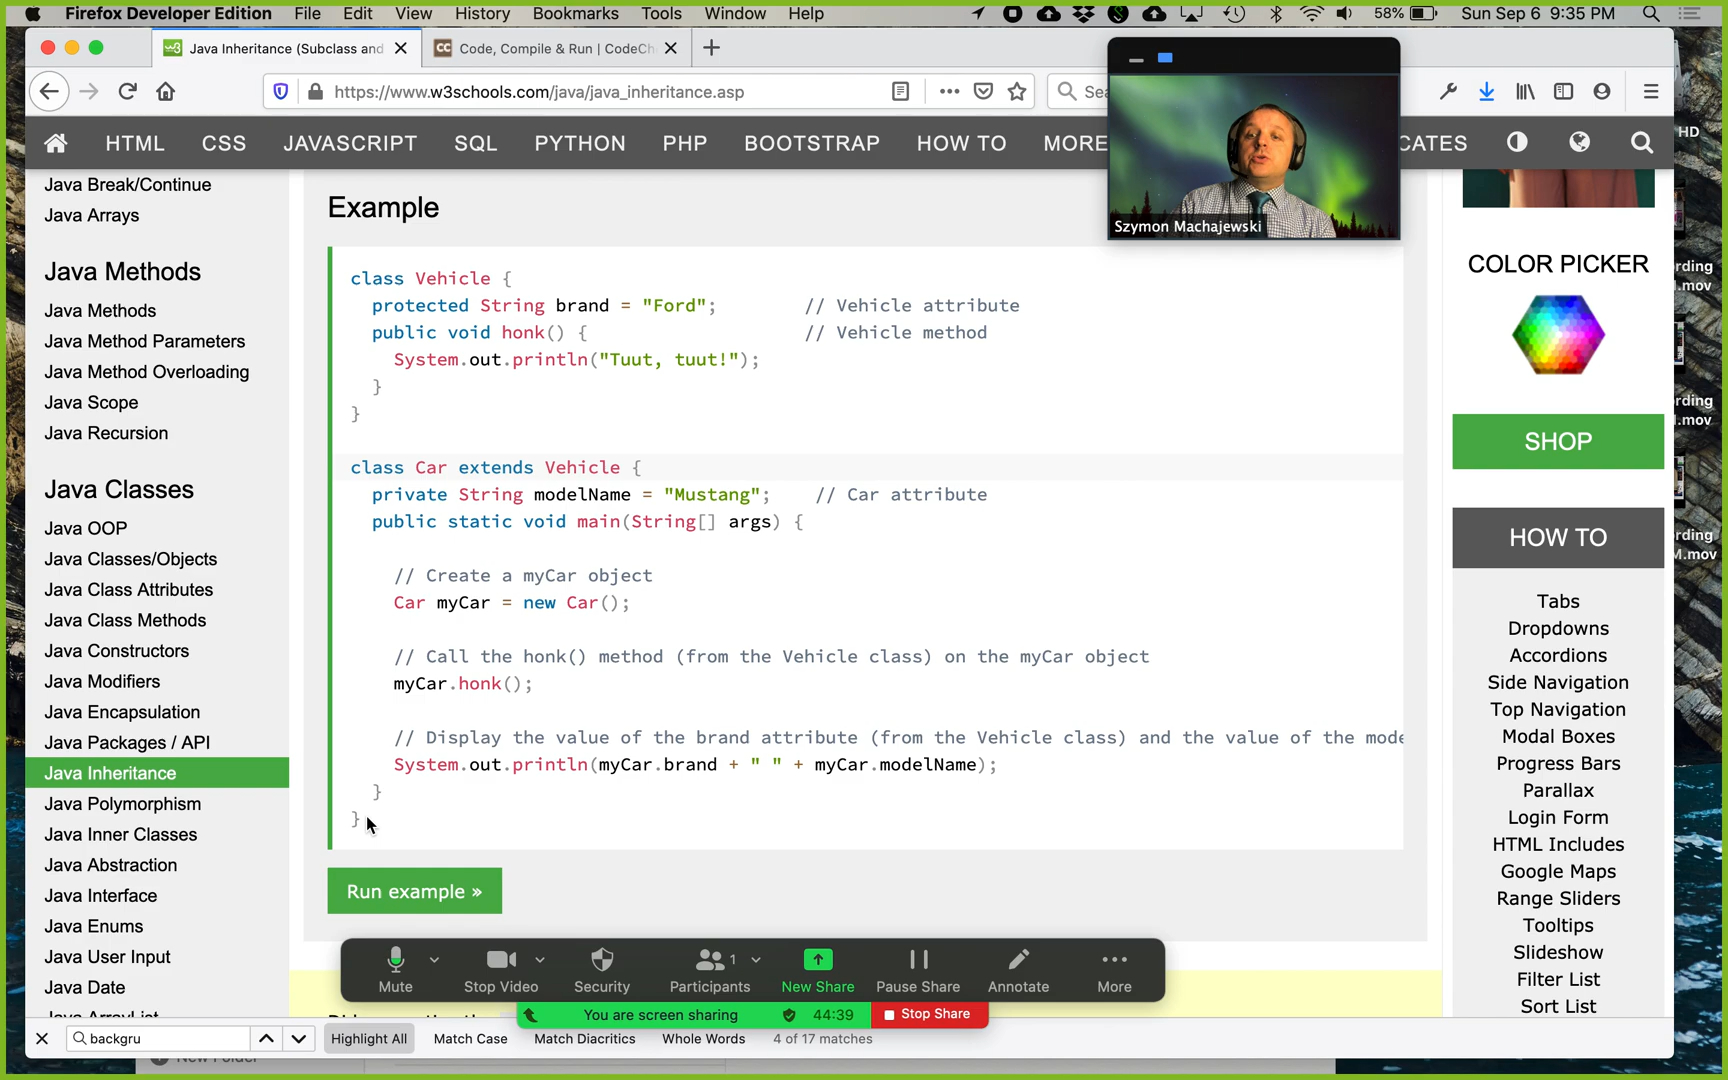 Firefox Developer Edition File Edit View History Bookmarks Tools Window Help 58% Sun Sep 6 9:35 PM
Java Inheritance (Subclass and
Code, Compile & Run | CodeCh
https://www.w3schools.com/java/java_inheritance.asp
Sea
HTML CSS JAVASCRIPT SQL PYTHON PHP BOOTSTRAP HOW TO MORE CATES
HD
Szymon Machajewski
Java Break/Continue
Java Arrays
Java Methods
Java Methods
Java Method Parameters
Java Method Overloading
Java Scope
Java Recursion
Java Classes
Java OOP
Java Classes/Objects
Java Class Attributes
Java Class Methods
Java Constructors
Java Modifiers
Java Encapsulation
Java Packages / API
Java Inheritance
Java Polymorphism
Java Inner Classes
Java Abstraction
Java Interface
Java Enums
Java User Input
Java Date
Java ArrayList
Example
class Vehicle {
protected String brand = "Ford"; // Vehicle attribute
public void honk() { // Vehicle method
System.out.println("Tuut, tuut!");
}
}
class Car extends Vehicle {
private String modelName = "Mustang"; // Car attribute
public static void main(String[] args) {
// Create a myCar object
Car myCar = new Car();
// Call the honk() method (from the Vehicle class) on the myCar object
myCar.honk();
// Display the value of the brand attribute (from the Vehicle class) and the value of the mode
System.out.println(myCar.brand + " " + myCar.modelName);
}
}
Run example »
COLOR PICKER
SHOP
HOW TO
Tabs
Dropdowns
Accordions
Side Navigation
Top Navigation
Modal Boxes
Progress Bars
Parallax
Login Form
HTML Includes
Google Maps
Range Sliders
Tooltips
Slideshow
Filter List
Sort List
rding
.mov
rding
.mov
rding
M.mov
1
Mute Stop Video Security Participants New Share Pause Share Annotate More
You are screen sharing 44:39 Stop Share
backgru Highlight All Match Case Match Diacritics Whole Words 4 of 17 matches
New Folder